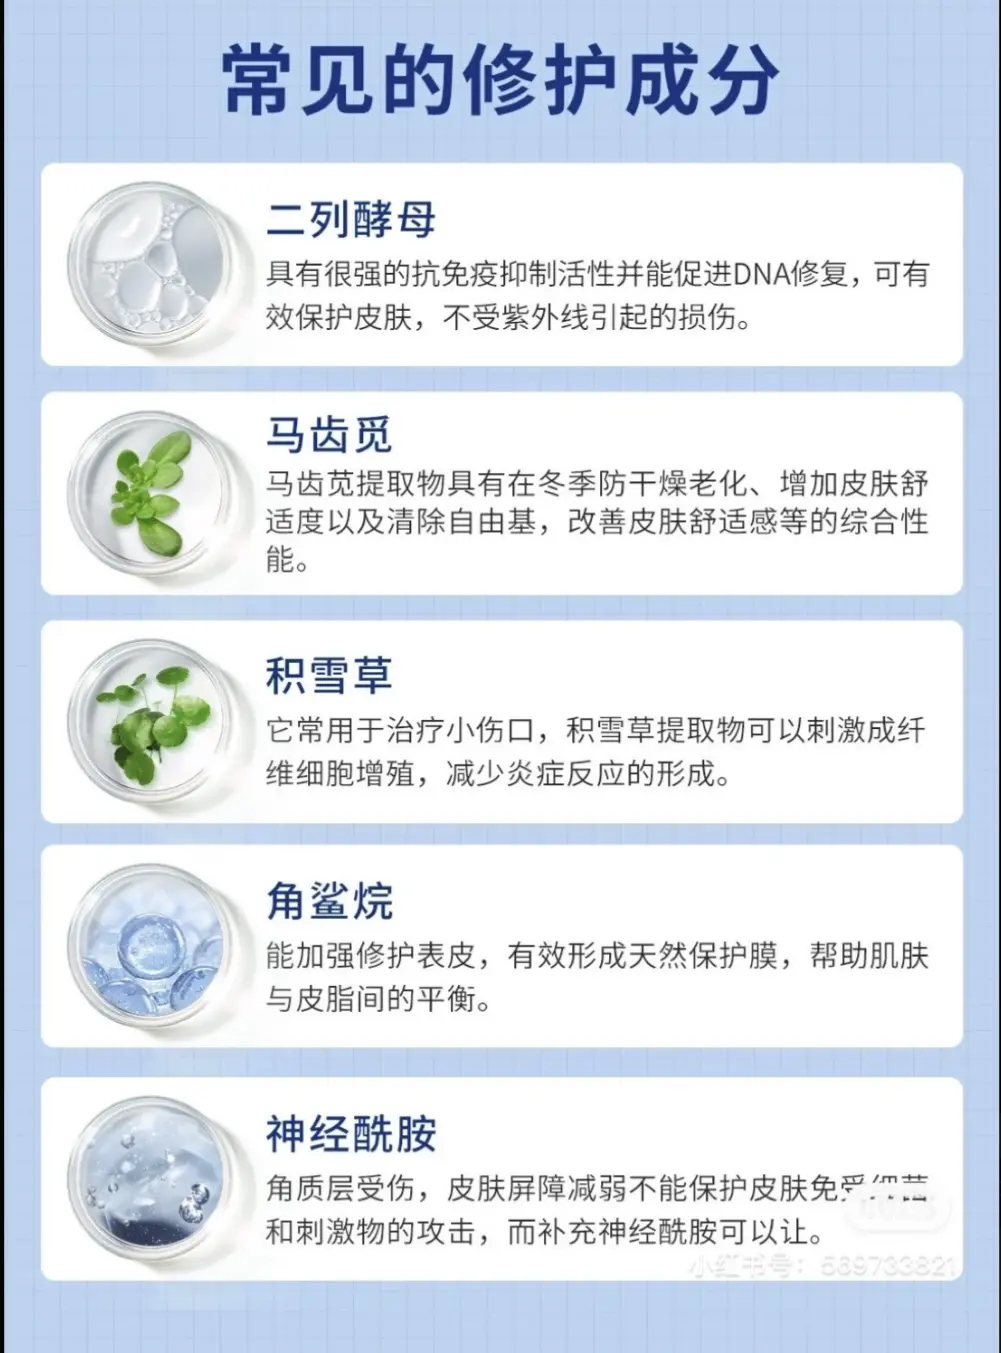 常见的修护成分
二列酵母
具有很强的抗免疫抑制活性并能促进DNA修复，可有
效保护皮肤，不受紫外线引起的损伤。
马齿觅
马齿苋提取物具有在冬季防干燥老化、增加皮肤舒
适度以及清除自由基，改善皮肤舒适感等的综合性
能。
积雪草
它常用于治疗小伤口，积雪草提取物可以刺激成纤
维细胞增殖，减少炎症反应的形成。
角鲨烷
能加强修护表皮，有效形成天然保护膜，帮助肌肤
与皮脂间的平衡。
神经酰胺
角质层受伤，皮肤屏障减弱不能保护皮肤免受细菌
和刺激物的攻击，而补充神经酰胺可以让。
小红书号：569733821